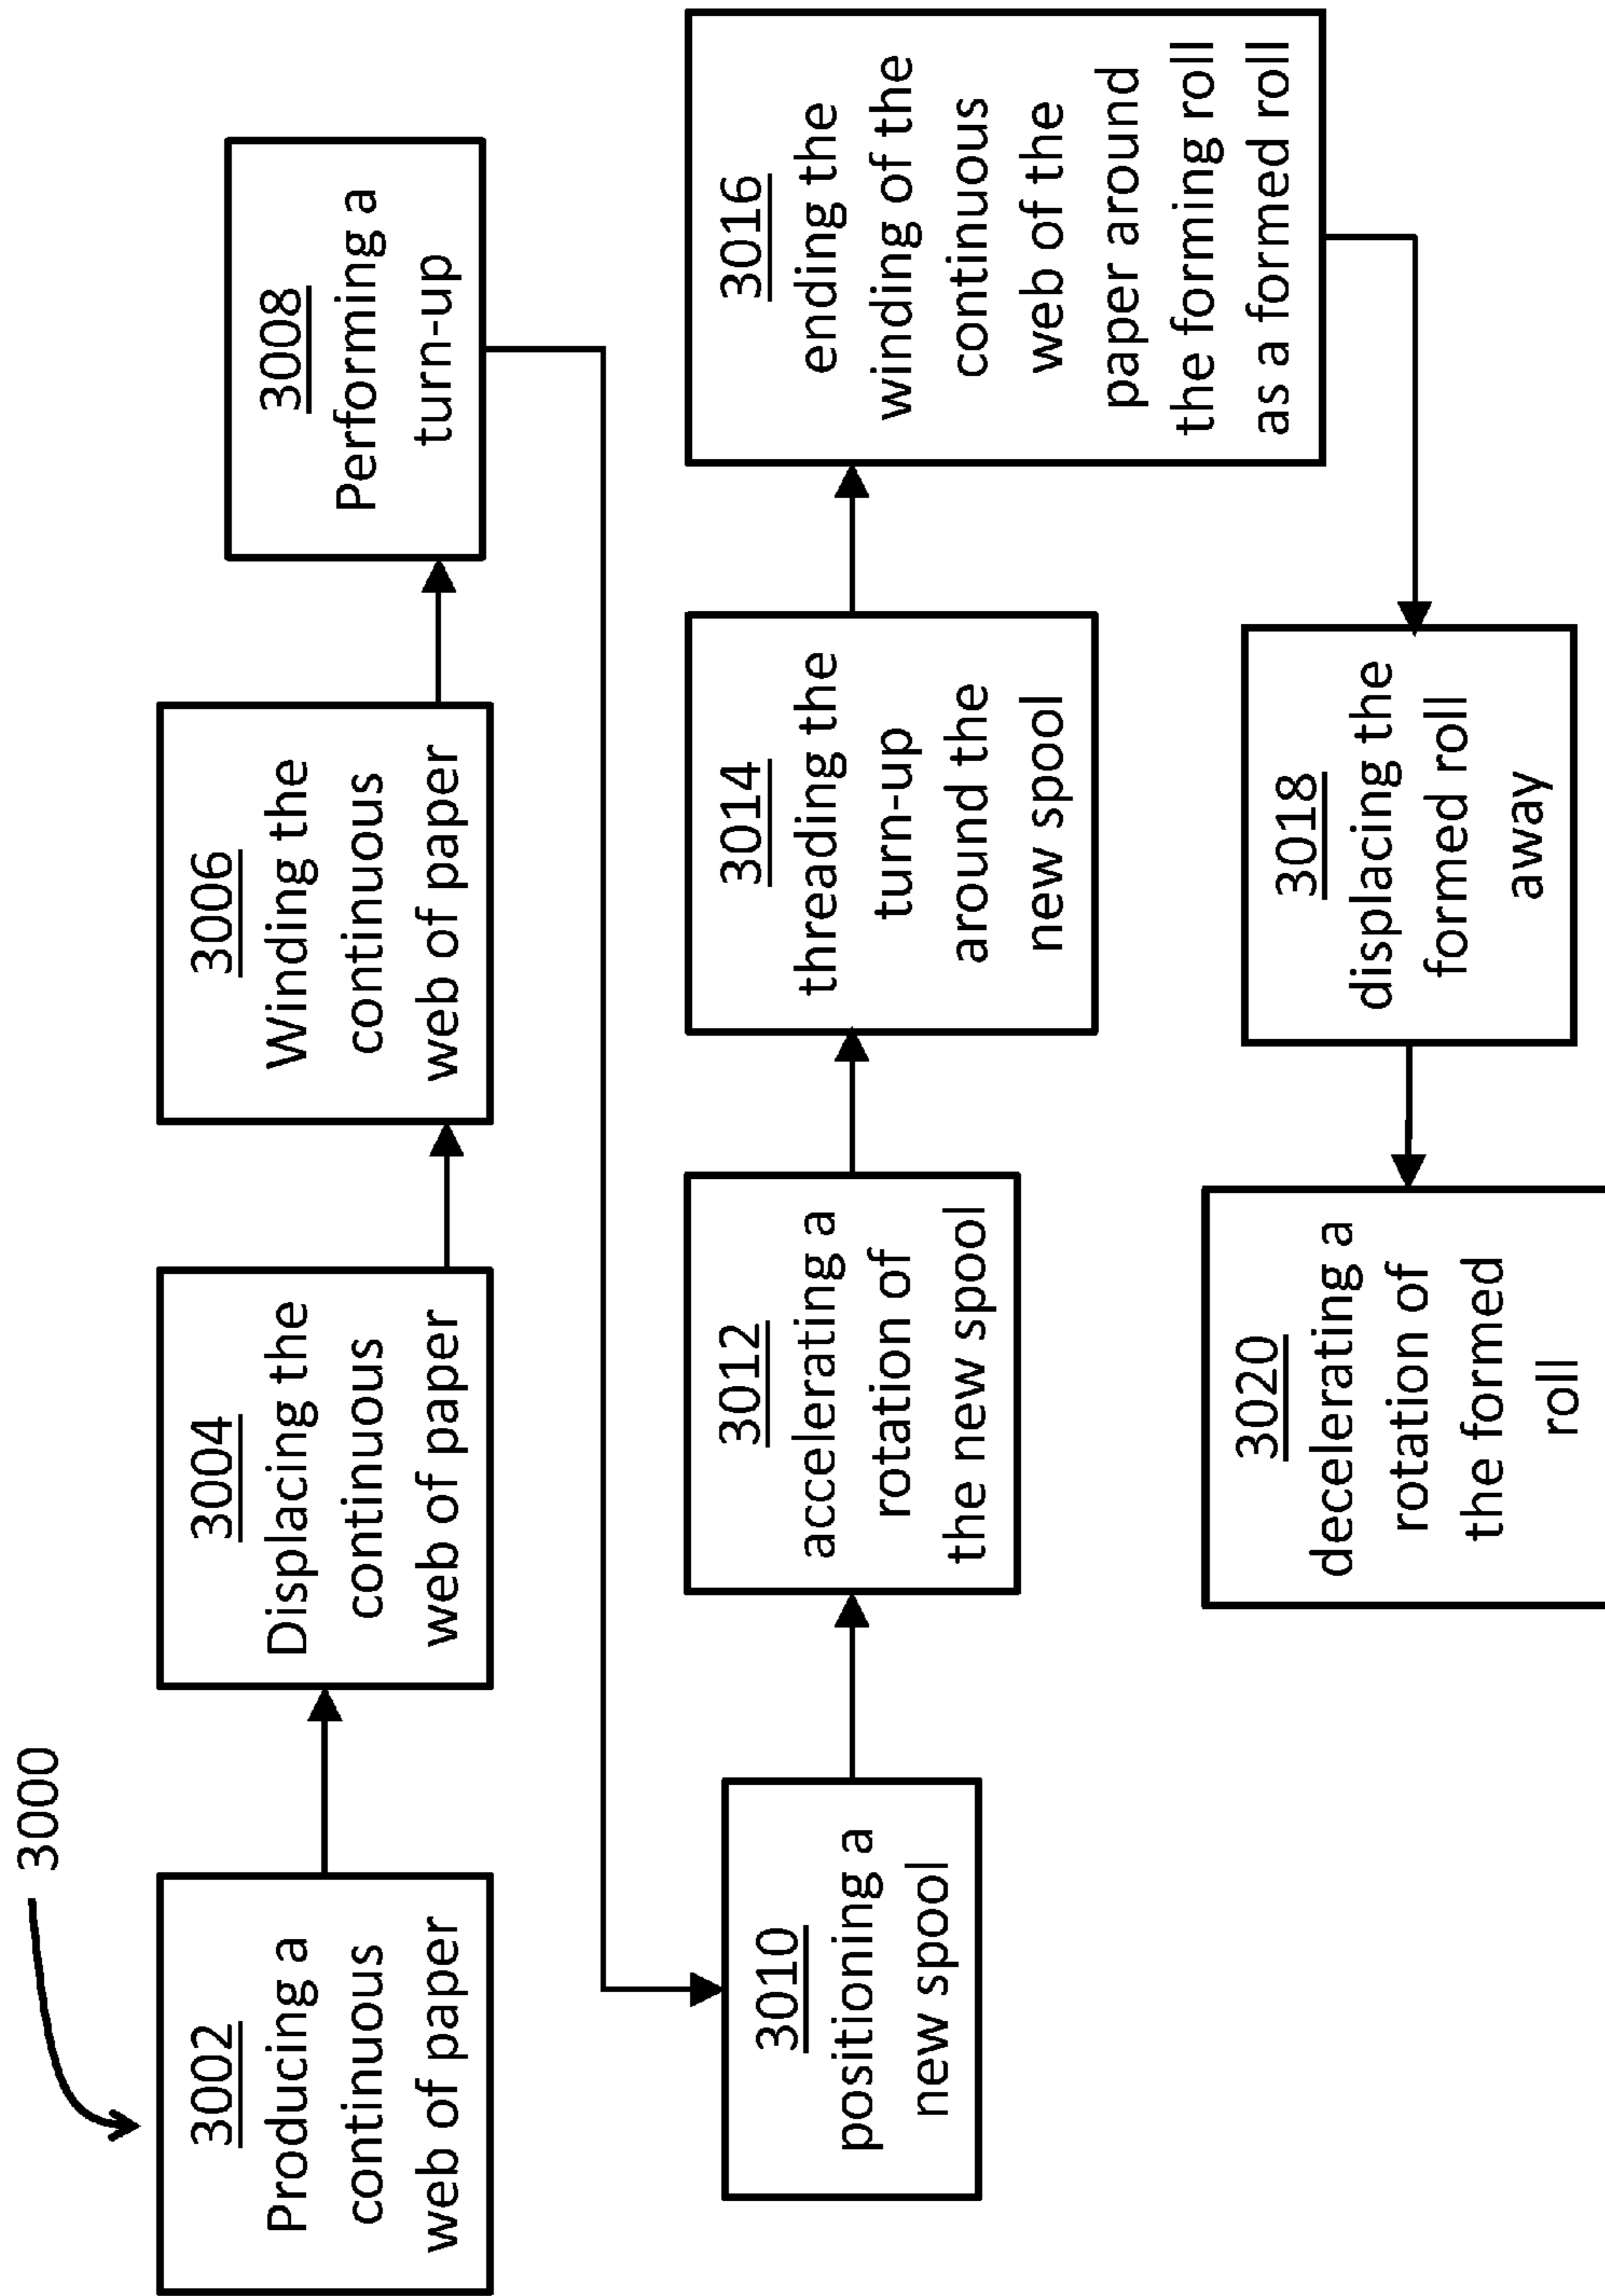 3000
3002
Producing a
continuous
web of paper
3004
Displacing the
continuous
web of paper
3006
Winding the
continuous
web of paper
3008
Performing a
turn-up
3010
positioning a
new spool
3012
accelerating a
rotation of
the new spool
3014
threading the
turn-up
around the
new spool
3016
ending the
winding of the
continuous
web of the
paper around
the forming roll
as a formed roll
3018
displacing the
formed roll
away
3020
decelerating a
rotation of
the formed
roll